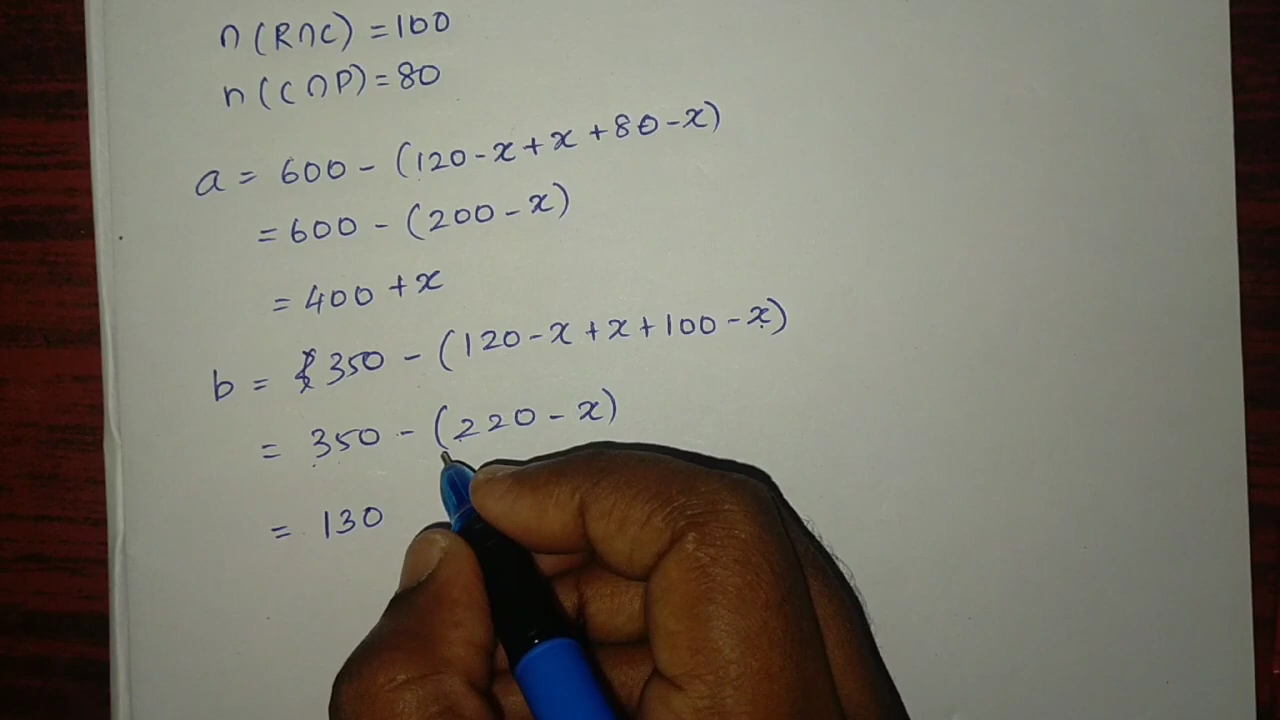 n(R∩C) = 100
n(C∩P) = 80
a = 600 - (120 - x + x + 80 - x)
= 600 - (200 - x)
= 400 + x
b = 350 - (120 - x + x + 100 - x)
= 350 - (220 - x)
= 130